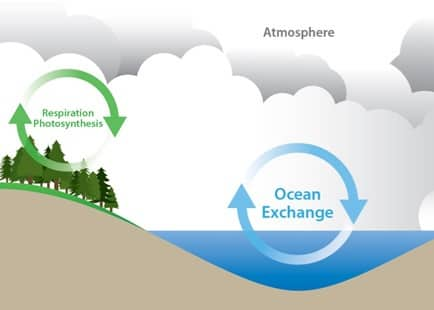 Atmosphere
Respiration
Photosynthesis
Ocean
Exchange